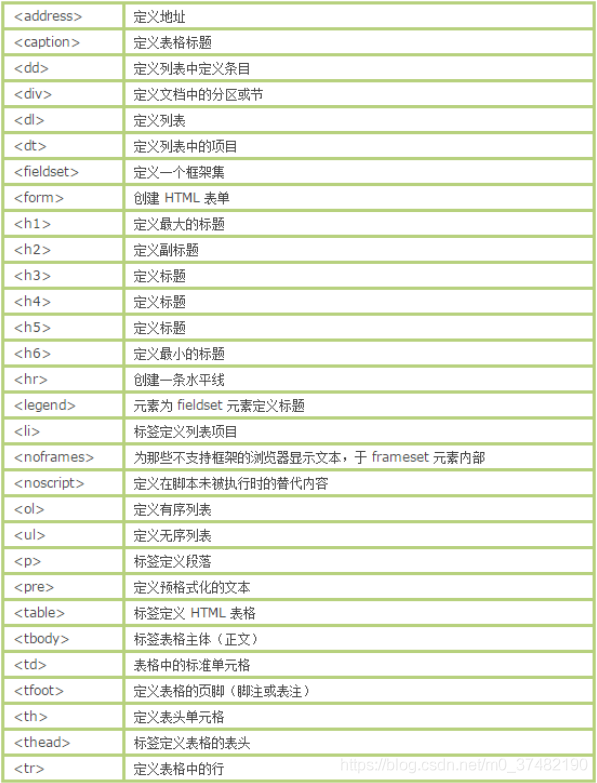 <address> 定义地址
<caption> 定义表格标题
<dd> 定义列表中定义条目
<div> 定义文档中的分区或节
<dl> 定义列表
<dt> 定义列表中的项目
<fieldset> 定义一个框架集
<form> 创建 HTML 表单
<h1> 定义最大的标题
<h2> 定义副标题
<h3> 定义标题
<h4> 定义标题
<h5> 定义标题
<h6> 定义最小的标题
<hr> 创建一条水平线
<legend> 元素为 fieldset 元素定义标题
<li> 标签定义列表项目
<noframes> 为那些不支持框架的浏览器显示文本，于 frameset 元素内部
<noscript> 定义在脚本未被执行时的替代内容
<ol> 定义有序列表
<ul> 定义无序列表
<p> 标签定义段落
<pre> 定义预格式化的文本
<table> 标签定义 HTML 表格
<tbody> 标签表格主体（正文）
<td> 表格中的标准单元格
<tfoot> 定义表格的页脚（脚注或表注）
<th> 定义表头单元格
<thead> 标签定义表格的表头
<tr> 定义表格中的行
https://blog.csdn.net/m0_37482190